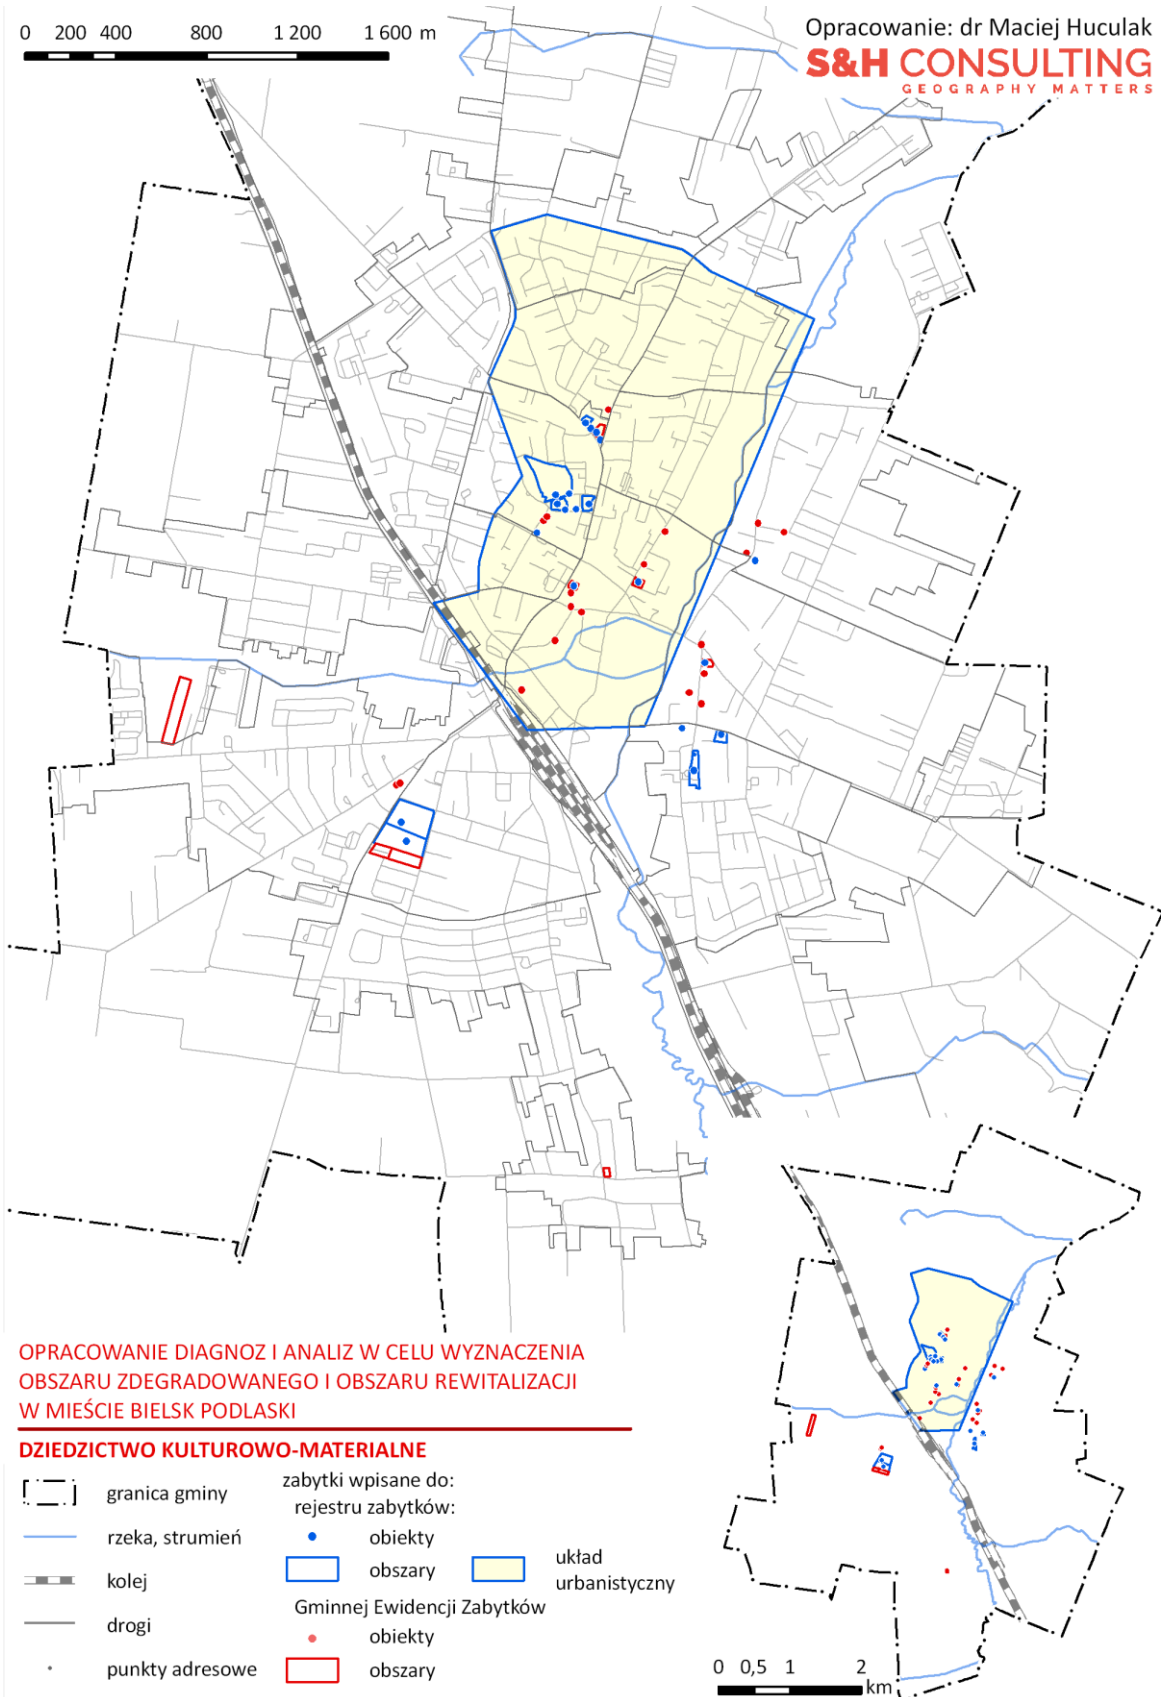 0 200 400 800 1 200 1 600 m
Opracowanie: dr Maciej Huculak
S&H CONSULTING
GEOGRAPHY MATTERS
OPRACOWANIE DIAGNOZ I ANALIZ W CELU WYZNACZENIA
OBSZARU ZDEGRADOWANEGO I OBSZARU REWITALIZACJI
W MIEŚCIE BIELSK PODLASKI
DZIEDZICTWO KULTUROWO-MATERIALNE
granica gminy
rzeka, strumień
kolej
drogi
punkty adresowe
zabytki wpisane do:
rejestru zabytków:
obiekty
obszary
układ
urbanistyczny
Gminnej Ewidencji Zabytków
obiekty
obszary
0 0,5 1 2
km